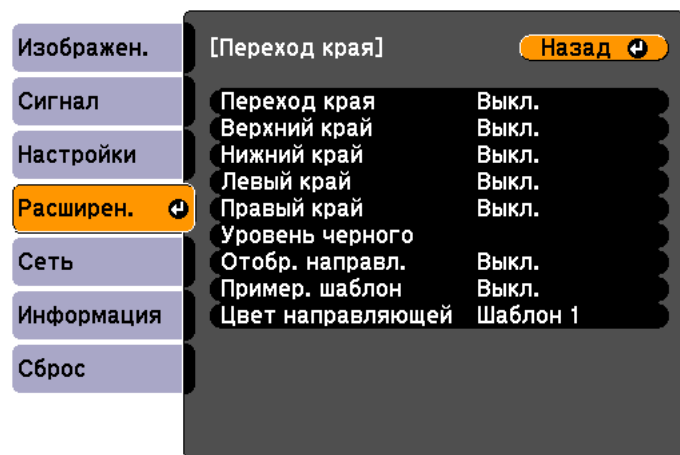 Изображен.
Сигнал
Настройки
Расширен.
Сеть
Информация
Сброс
[Переход края] Назад
Переход края Выкл.
Верхний край Выкл.
Нижний край Выкл.
Левый край Выкл.
Правый край Выкл.
Уровень черного
Отобр. направл. Выкл.
Пример. шаблон Выкл.
Цвет направляющей Шаблон 1